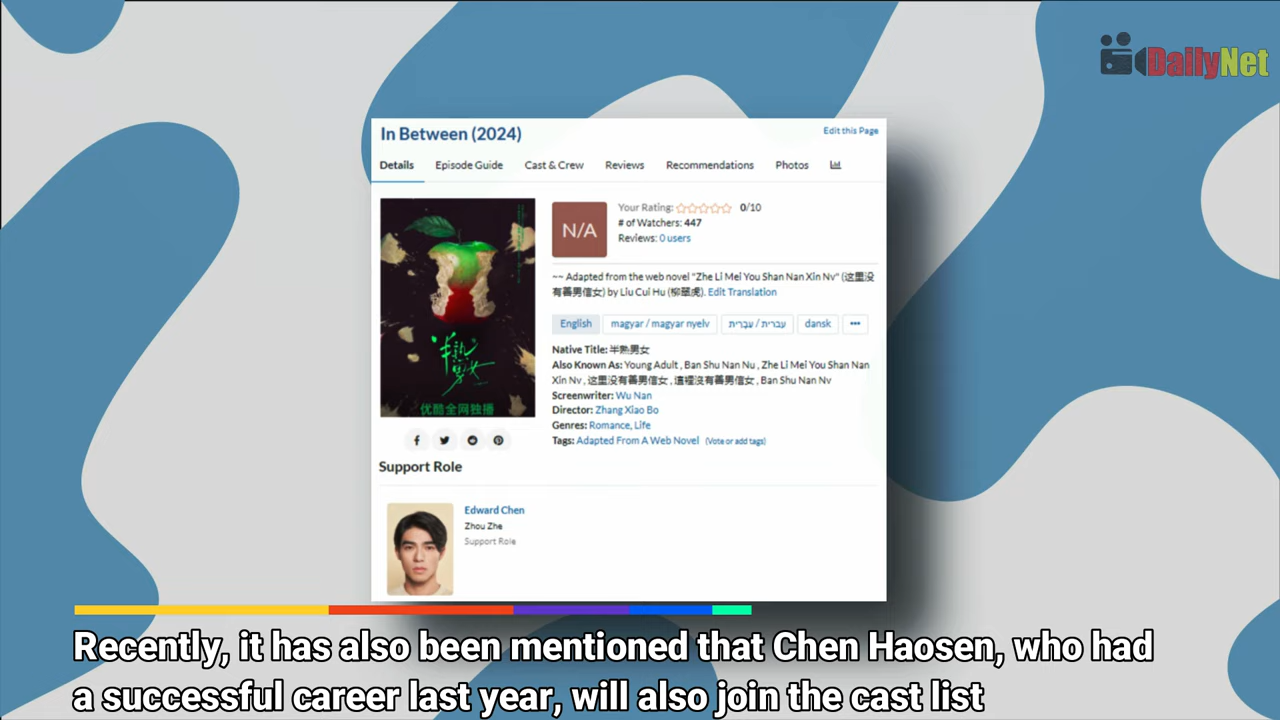 DailyNet
In Between (2024)
Edit this Page
Details Episode Guide Cast & Crew Reviews Recommendations Photos
Your Rating: 0/10
N/A
# of Watchers: 447
Reviews: 0 users
~~ Adapted from the web novel "Zhe Li Mei You Shan Nan Xin Nv" (这里没
有善男信女) by Liu Cui Hu (柳翠虎). Edit Translation
English magyar / magyar nyelv עברית / עִבְרִית dansk •••
Native Title: 半熟男女
Also Known As: Young Adult , Ban Shu Nan Nu , Zhe Li Mei You Shan Nan
Xin Nv , 这里没有善男信女 , 這裡沒有善男信女 , Ban Shu Nan Nv
Screenwriter: Wu Nan
Director: Zhang Xiao Bo
Genres: Romance, Life
Tags: Adapted From A Web Novel (Vote or add tags)
半熟男女
优酷全网独播
Support Role
Edward Chen
Zhou Zhe
Support Role
Recently, it has also been mentioned that Chen Haosen, who had
a successful career last year, will also join the cast list